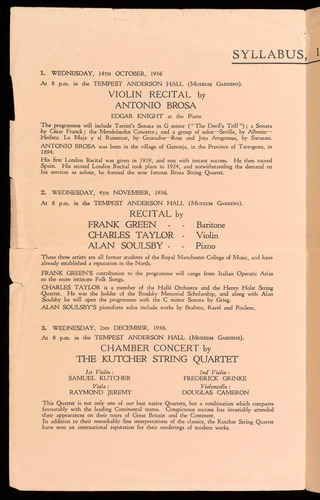 SYLLABUS, 1
1. WEDNESDAY, 14TH OCTOBER, 1936
At 8 p.m. in the TEMPEST ANDERSON HALL (MUSEUM GARDENS).
VIOLIN RECITAL by
ANTONIO BROSA
EDGAR KNIGHT at the Piano
The programme will include Tartini's Sonata in G minor ("The Devil's Trill"); a Sonata
by César Franck; the Mendelssohn Concerto; and a group of solos—Seville, by Albeniz—
Heifetz. La Maja y el Ruisenor, by Granados—Rose and Jota Aragonesa, by Sarasate.
ANTONIO BROSA was born in the village of Canonja, in the Province of Tarragona, in
1894.
His first London Recital was given in 1919, and met with instant success. He then toured
Spain. His second London Recital took place in 1924, and notwithstanding the demand on
his services as soloist, he formed the now famous Brosa String Quartet.
2. WEDNESDAY, 4TH NOVEMBER, 1936.
At 8 p.m. in the TEMPEST ANDERSON HALL (MUSEUM GARDENS).
RECITAL by
FRANK GREEN - - Baritone
CHARLES TAYLOR - Violin
ALAN SOULSBY - - Piano
These three artists are all former students of the Royal Manchester College of Music, and have
already established a reputation in the North.
FRANK GREEN'S contribution to the programme will range from Italian Operatic Arias
to the more intimate Folk Songs.
CHARLES TAYLOR is a member of the Hallé Orchestra and the Henry Holst String
Quartet. He was the holder of the Brodsky Memorial Scholarship, and along with Alan
Soulsby he will open the programme with the C minor Sonata by Grieg.
ALAN SOULSBY'S pianoforte solos include works by Brahms, Ravel and Poulenc.
3. WEDNESDAY, 2ND DECEMBER, 1936.
At 8 p.m. in the TEMPEST ANDERSON HALL (MUSEUM GARDENS).
CHAMBER CONCERT by
THE KUTCHER STRING QUARTET
1st Violin: 2nd Violin:
SAMUEL KUTCHER FREDERICK GRINKE
Viola: Violoncello:
RAYMOND JEREMY DOUGLAS CAMERON
This Quartet is not only one of our best native Quartets, but a combination which compares
favourably with the leading Continental teams. Conspicuous success has invariably attended
their appearances on their tours of Great Britain and the Continent.
In addition to their remarkably fine interpretations of the classics, the Kutcher String Quartet
have won an international reputation for their renderings of modern works.